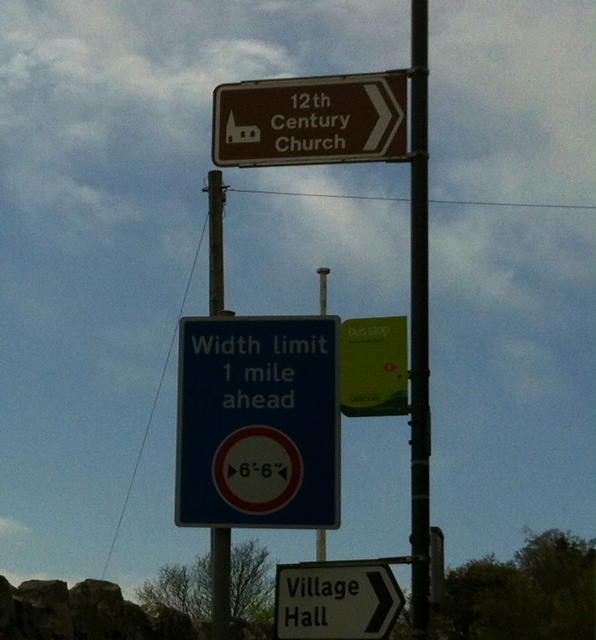 12th
Century
Church
Width limit
1 mile
ahead
6'-6"
bus stop
Village
Hall